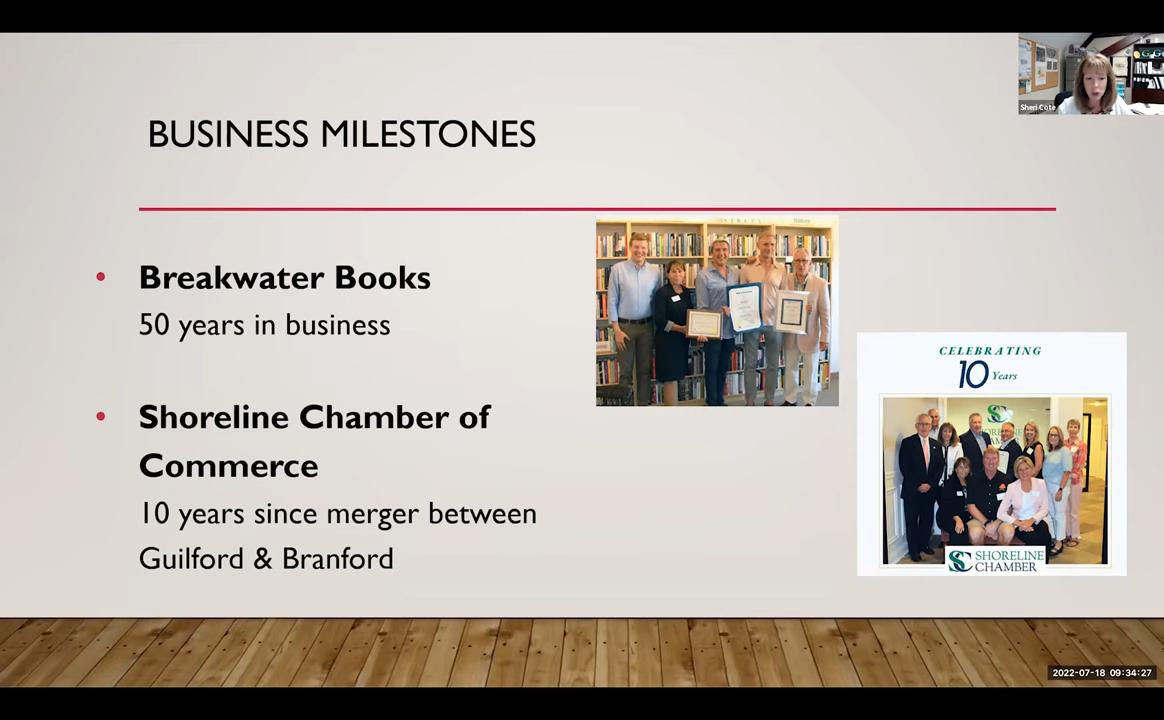 Sheri Cote
BUSINESS MILESTONES
• Breakwater Books
50 years in business
• Shoreline Chamber of
Commerce
10 years since merger between
Guilford & Branford
CELEBRATING
10 Years
SHORELINE
CHAMBER
2022-07-18 09:34:27